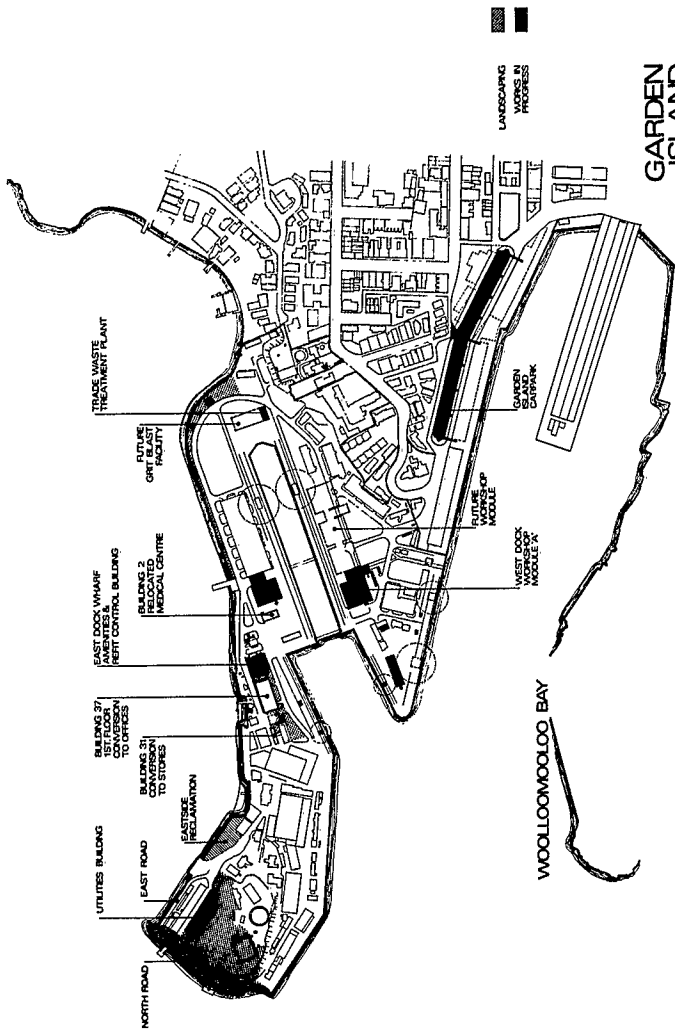 NORTH ROAD
EAST ROAD
UTILITIES BUILDING
EASTSIDE
RECLAMATION
BUILDING 31
CONVERSION
TO STORES
BUILDING 37
1ST. FLOOR
CONVERSION
TO OFFICES
EAST DOCK WHARF
AMENITIES &
REFIT CONTROL BUILDING
BUILDING 2
RELOCATED
MEDICAL CENTRE
FUTURE
GRIT BLAST
FACILITY
TRADE WASTE
TREATMENT PLANT
WOOLLOOMOOLOO BAY
WEST DOCK
WORKSHOP
MODULE 'A'
FUTURE
WORKSHOP
MODULE
GARDEN
ISLAND
CARPARK
LANDSCAPING
WORKS IN
PROGRESS
GARDEN
ISLAND